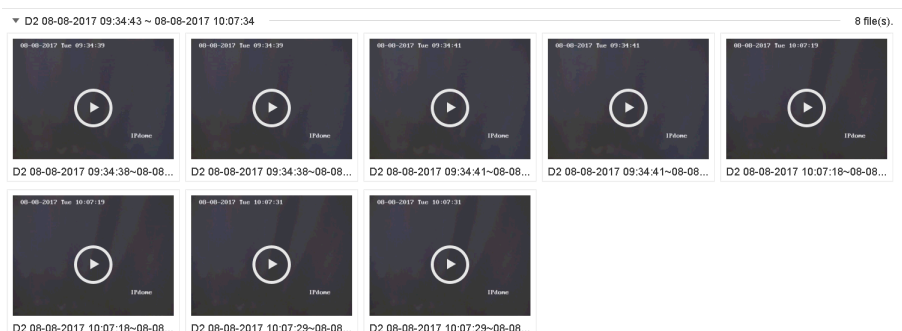 D2 08-08-2017 09:34:43 ~ 08-08-2017 10:07:34 8 file(s).
08-08-2017 Tue 09:34:39 08-08-2017 Tue 09:34:39 08-08-2017 Tue 09:34:41 08-08-2017 Tue 09:34:41 08-08-2017 Tue 10:07:19
IPdome IPdome IPdome IPdome IPdome
D2 08-08-2017 09:34:38~08-08... D2 08-08-2017 09:34:38~08-08... D2 08-08-2017 09:34:41~08-08... D2 08-08-2017 09:34:41~08-08... D2 08-08-2017 10:07:18~08-08...
08-08-2017 Tue 10:07:19 08-08-2017 Tue 10:07:31 08-08-2017 Tue 10:07:31
IPdome IPdome IPdome
D2 08-08-2017 10:07:18~08-08... D2 08-08-2017 10:07:29~08-08... D2 08-08-2017 10:07:29~08-08...